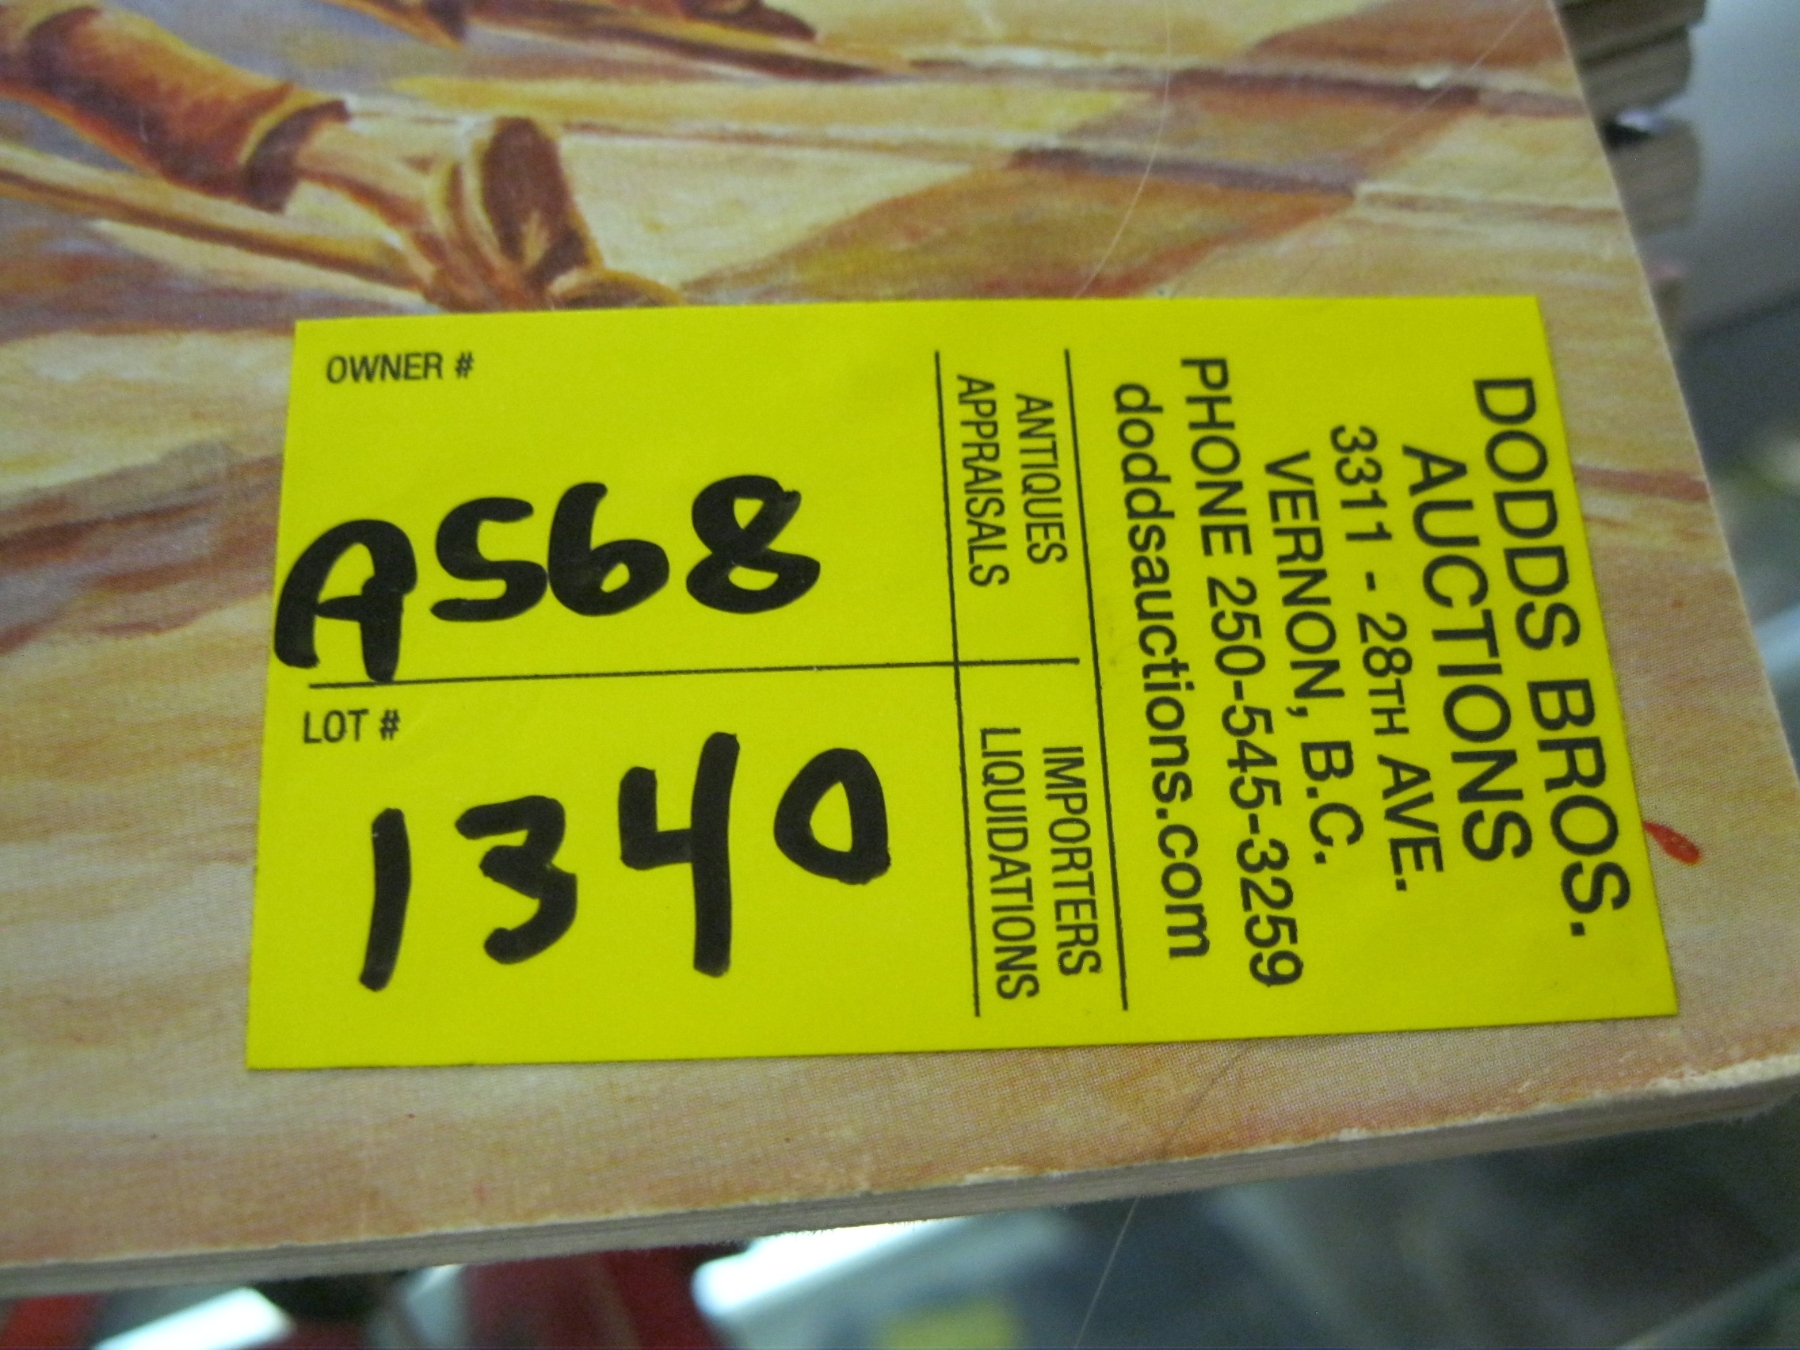 DODDS BROS.
AUCTIONS
3311 - 28TH AVE.
VERNON, B.C.
PHONE 250-545-3259
doddsauctions.com
ANTIQUES IMPORTERS
APPRAISALS LIQUIDATIONS
OWNER #
A568
LOT #
1340